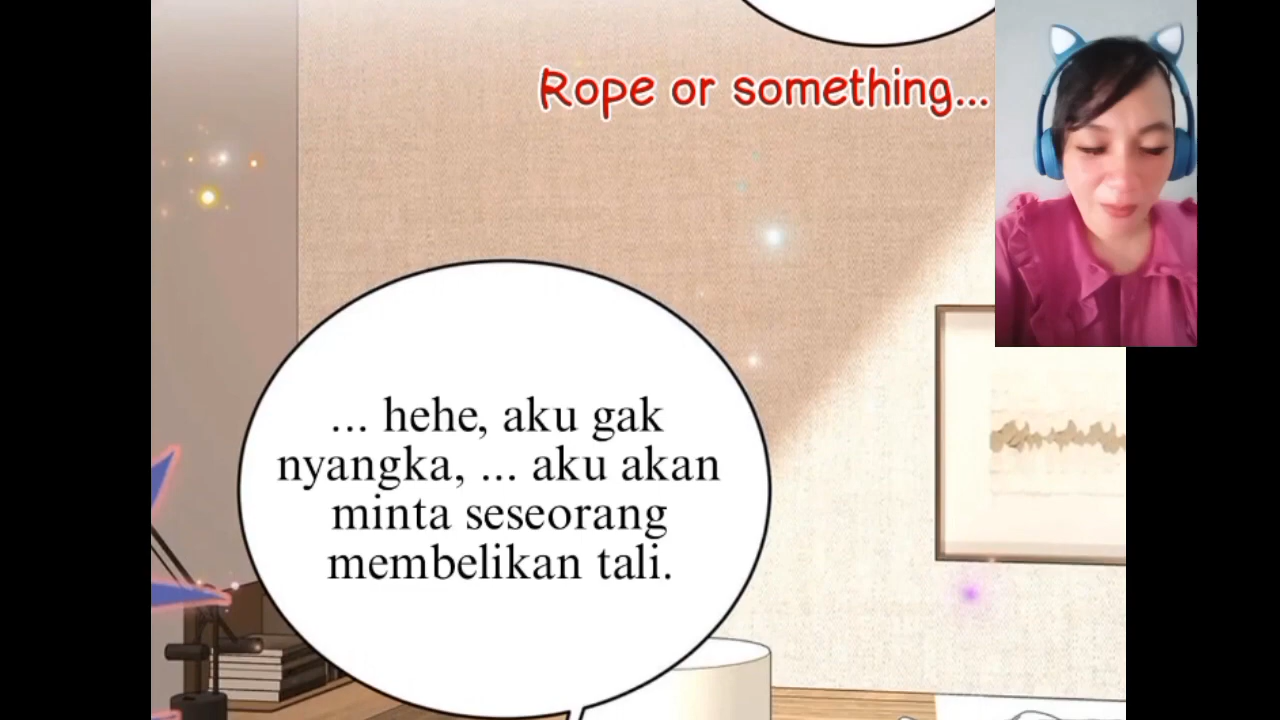 Rope or something...
... hehe, aku gak
nyangka, ... aku akan
minta seseorang
membelikan tali.